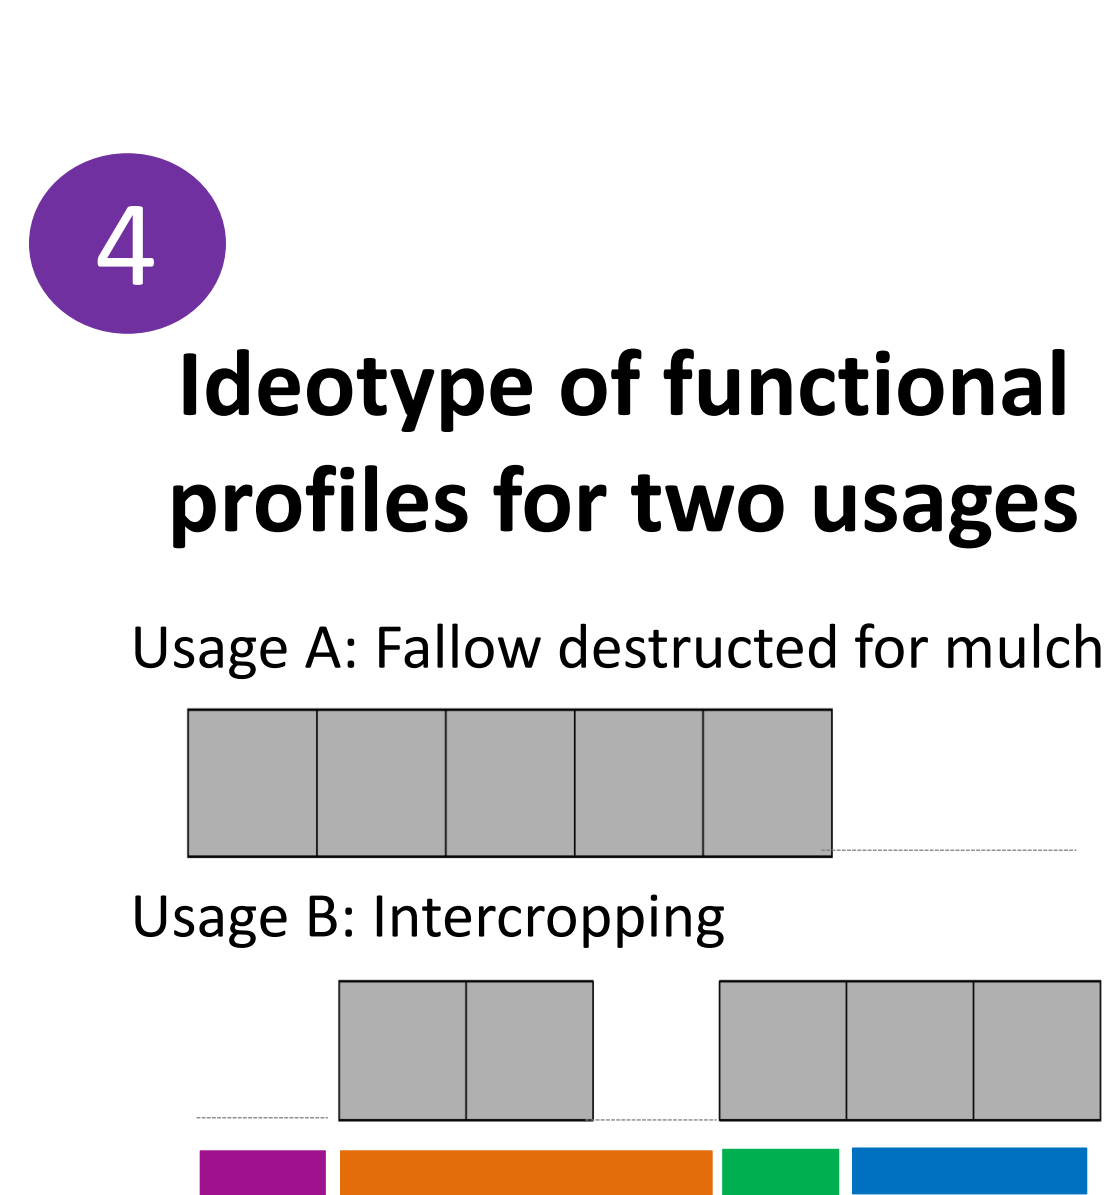 4
Ideotype of functional
profiles for two usages
Usage A: Fallow destructed for mulch
Usage B: Intercropping